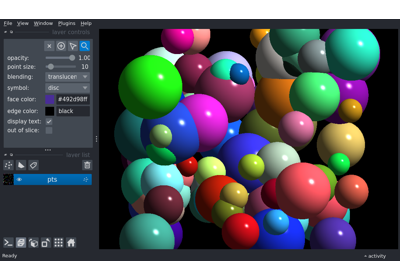 File View Window Plugins Help
layer controls
opacity: 1.00
point size: 10
blending: translucen
symbol: disc
face color: #492d98ff
edge color: black
display text:
out of slice:
layer list
pts
Ready
activity